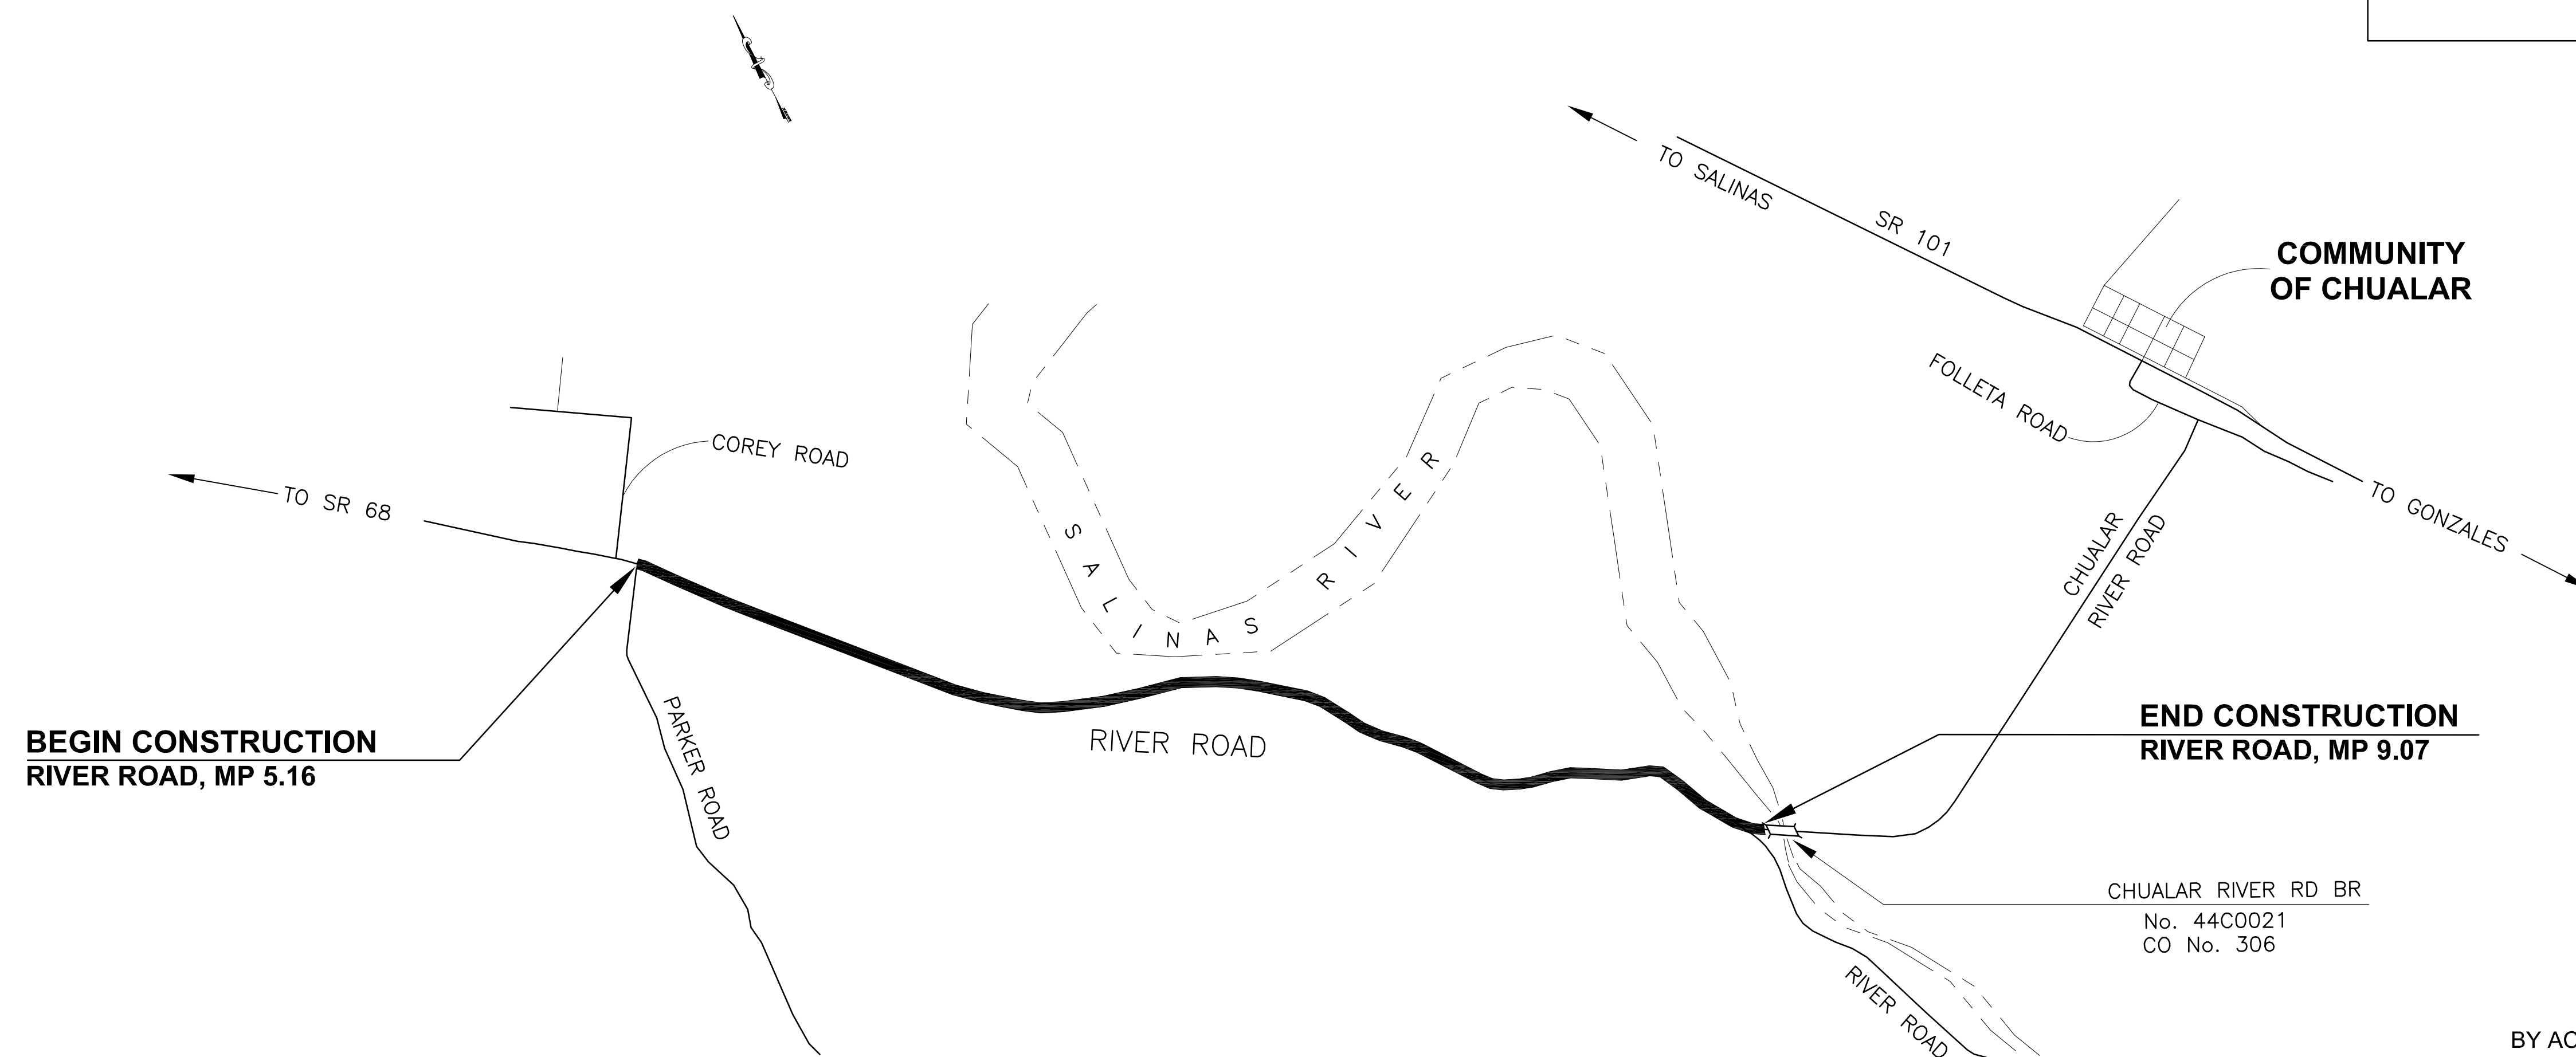 TO SALINAS
SR 101
COMMUNITY
OF CHUALAR
FOLLETA ROAD
COREY ROAD
TO SR 68
TO GONZALES
SALINAS RIVER
CHUALAR
RIVER ROAD
BEGIN CONSTRUCTION
RIVER ROAD, MP 5.16
PARKER ROAD
RIVER ROAD
END CONSTRUCTION
RIVER ROAD, MP 9.07
CHUALAR RIVER RD BR
No. 44C0021
CO No. 306
RIVER ROAD
BY AC